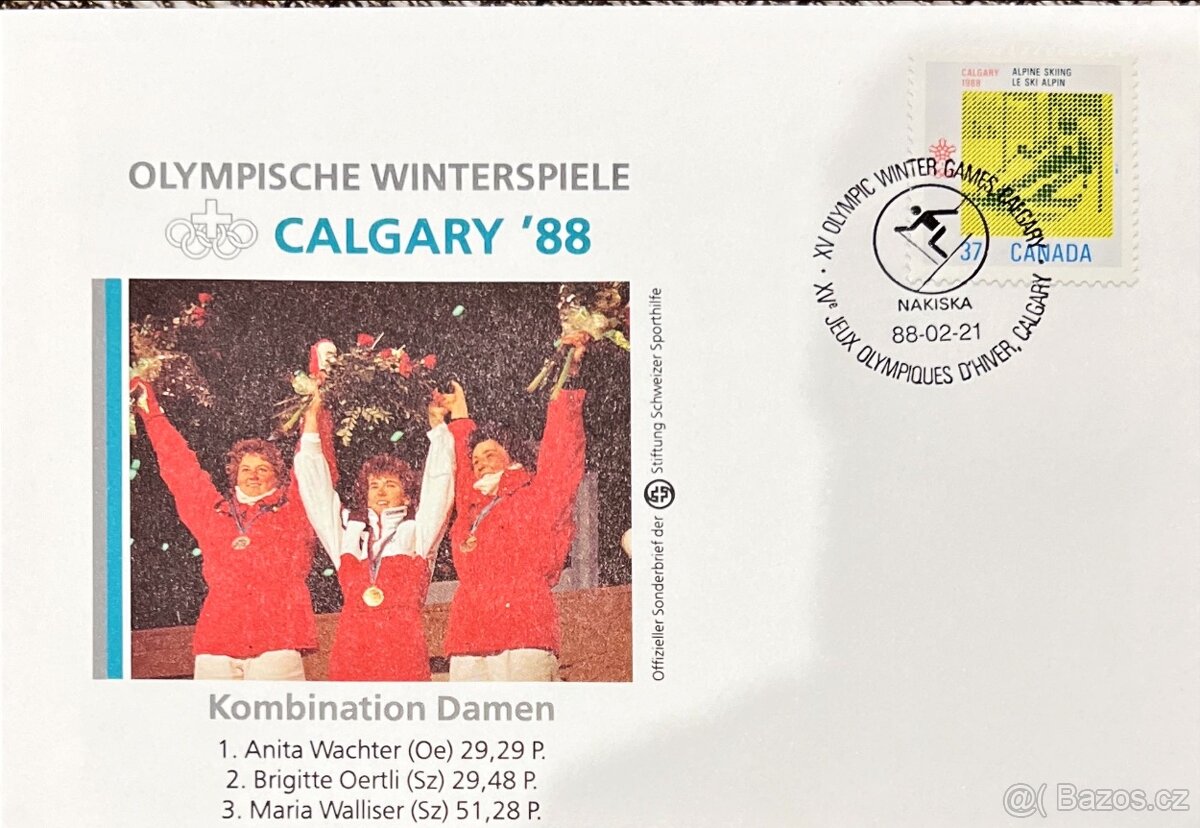 OLYMPISCHE WINTERSPIELE
CALGARY '88
Offizieller Sonderbrief der Stiftung Schweizer Sporthilfe
Kombination Damen
1. Anita Wachter (Oe) 29,29 P.
2. Brigitte Oertli (Sz) 29,48 P.
3. Maria Walliser (Sz) 51,28 P.
CALGARY
1988
ALPINE SKIING
LE SKI ALPIN
37 CANADA
· XV OLYMPIC WINTER GAMES, CALGARY ·
NAKISKA
88-02-21
XVe JEUX OLYMPIQUES D'HIVER, CALGARY
@( Bazos.cz